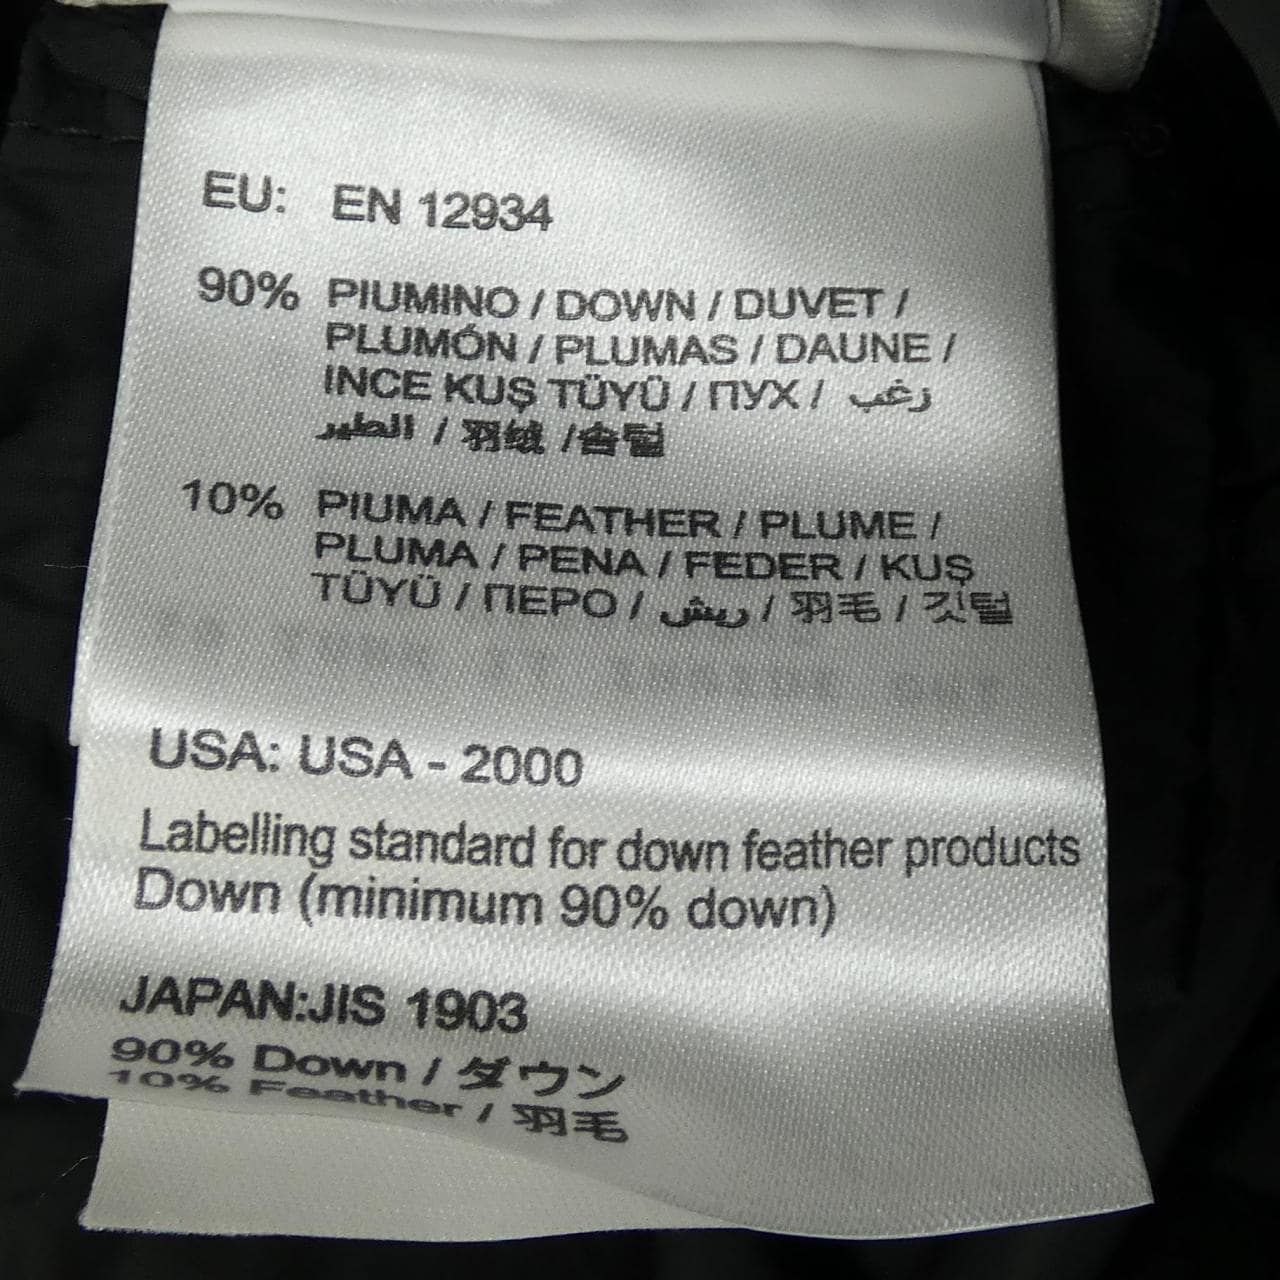 EU: EN 12934
90% PIUMINO / DOWN / DUVET /
PLUMÓN / PLUMAS / DAUNE /
INCE KUŞ TÜYÜ / ПУХ / زغب
الطير / 羽绒 /솜털
10% PIUMA / FEATHER / PLUME /
PLUMA / PENA / FEDER / KUŞ
TÜYÜ / ПЕРО / ريش / 羽毛 / 깃털
USA: USA - 2000
Labelling standard for down feather products
Down (minimum 90% down)
JAPAN:JIS 1903
90% Down / ダウン
10% Feather / 羽毛